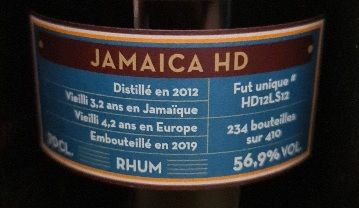 JAMAICA HD
Distillé en 2012
Vieilli 3,2 ans en Jamaïque
Vieilli 4,2 ans en Europe
Embouteillé en 2019
Fut unique #
HD12LS12
234 bouteilles
sur 410
70CL.
RHUM
56,9% VOL